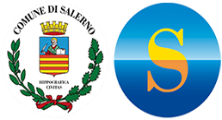 COMUNE DI SALERNO
HIPPOCRATICA
CIVITAS
S